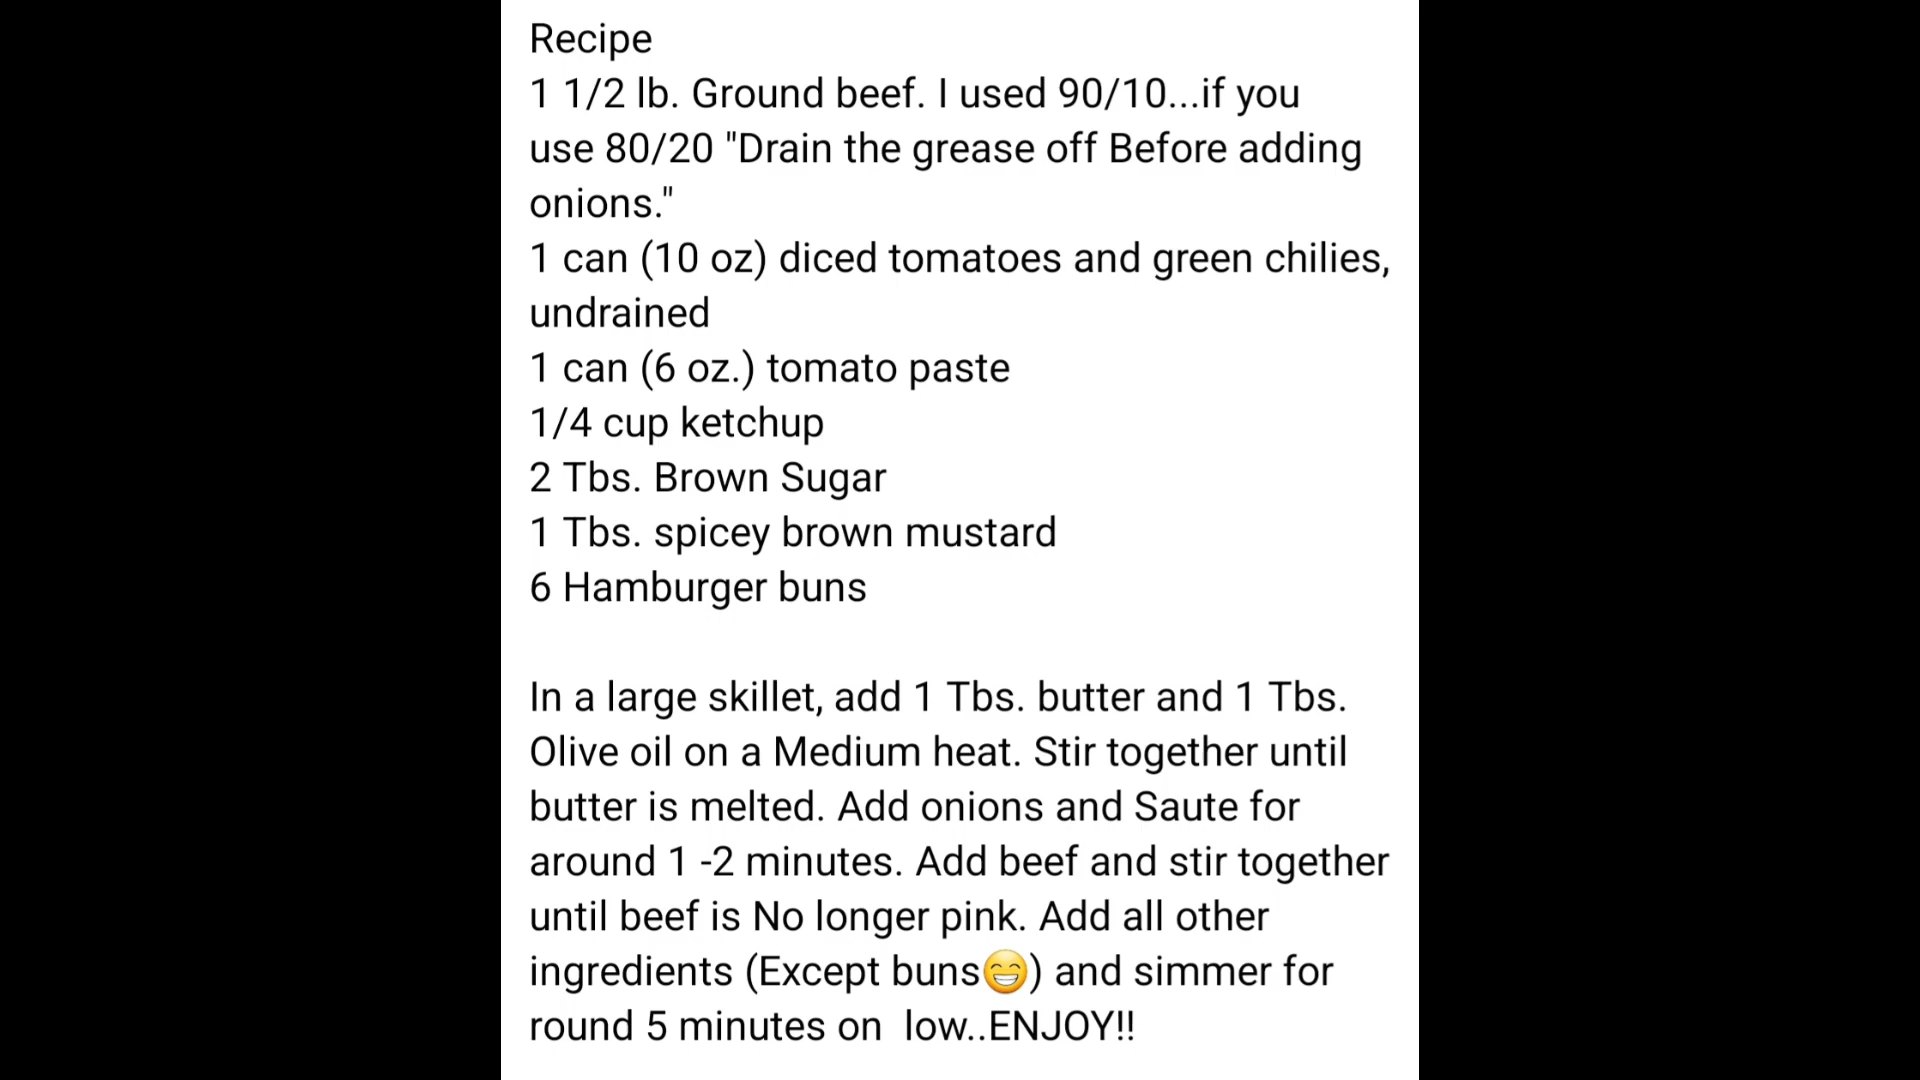 Recipe
1 1/2 lb. Ground beef. I used 90/10...if you
use 80/20 "Drain the grease off Before adding
onions."
1 can (10 oz) diced tomatoes and green chilies,
undrained
1 can (6 oz.) tomato paste
1/4 cup ketchup
2 Tbs. Brown Sugar
1 Tbs. spicey brown mustard
6 Hamburger buns
In a large skillet, add 1 Tbs. butter and 1 Tbs.
Olive oil on a Medium heat. Stir together until
butter is melted. Add onions and Saute for
around 1 -2 minutes. Add beef and stir together
until beef is No longer pink. Add all other
ingredients (Except buns😁) and simmer for
round 5 minutes on  low..ENJOY!!